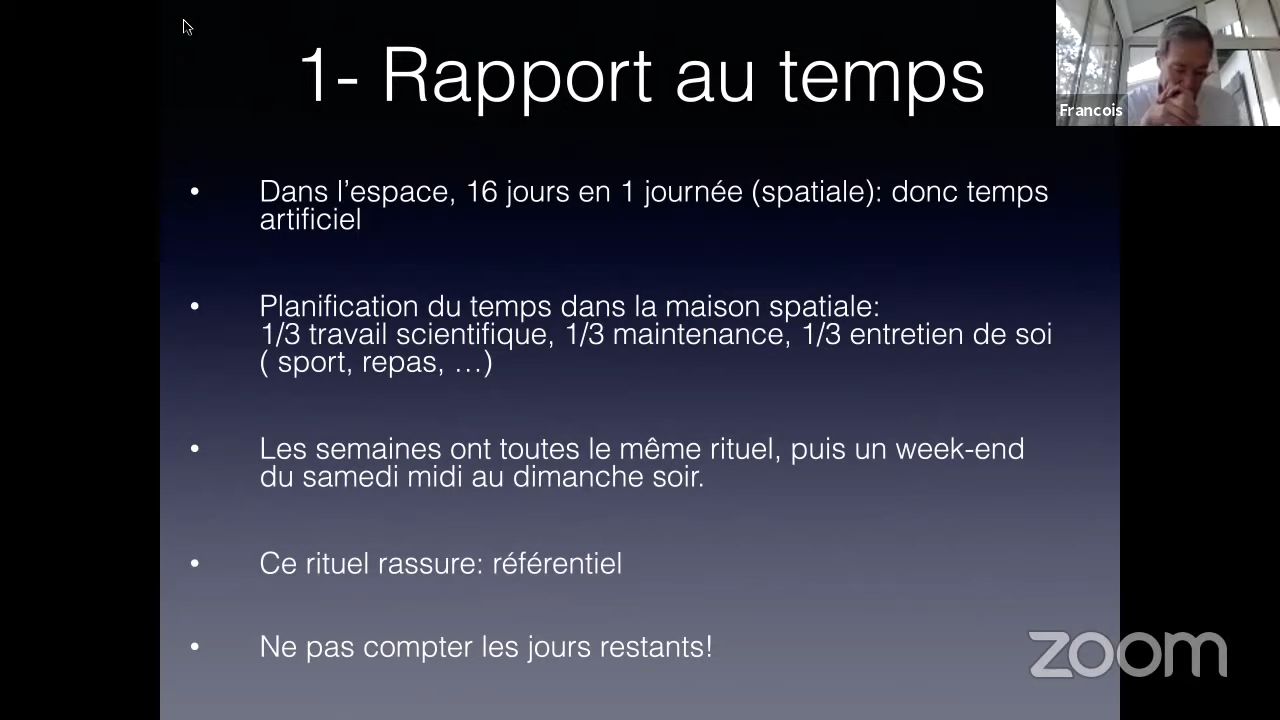 1- Rapport au temps
Francois
• Dans l’espace, 16 jours en 1 journée (spatiale): donc temps
artificiel
• Planification du temps dans la maison spatiale:
1/3 travail scientifique, 1/3 maintenance, 1/3 entretien de soi
( sport, repas, …)
• Les semaines ont toutes le même rituel, puis un week-end
du samedi midi au dimanche soir.
• Ce rituel rassure: référentiel
• Ne pas compter les jours restants!
zoom